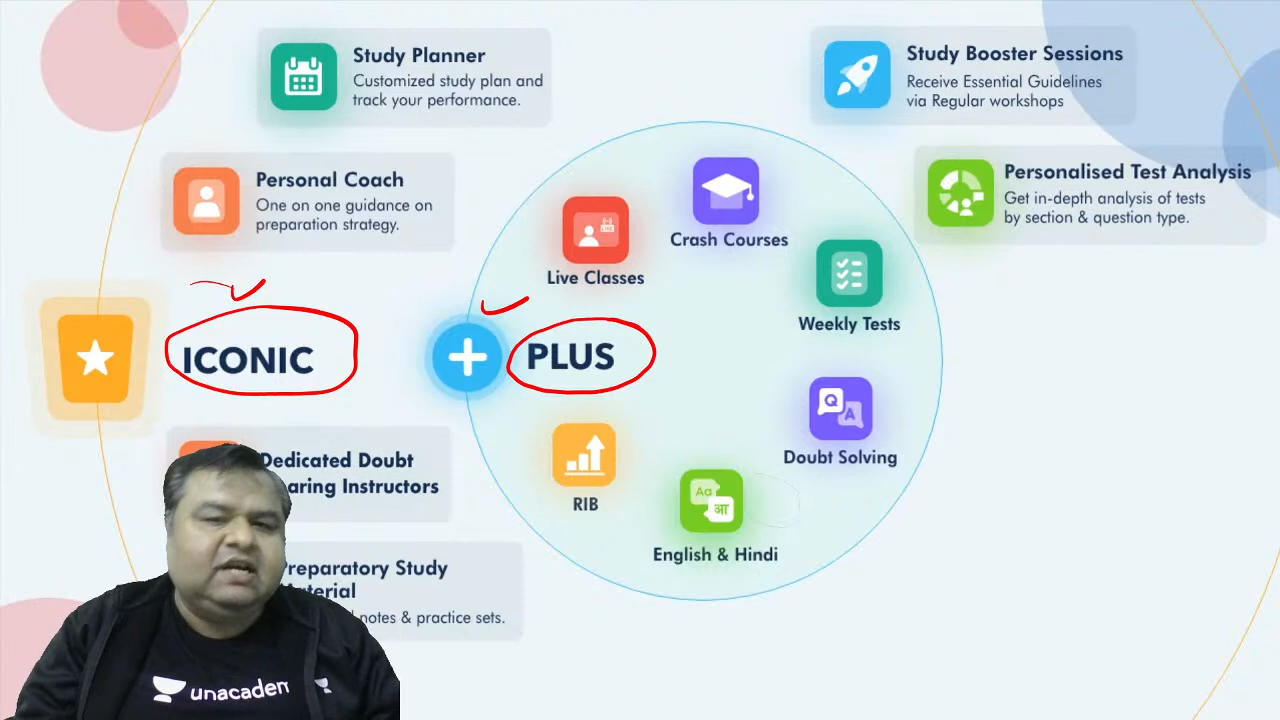 Study Planner
Customized study plan and
track your performance.
Study Booster Sessions
Receive Essential Guidelines
via Regular workshops
Personal Coach
One on one guidance on
preparation strategy.
Personalised Test Analysis
Get in-depth analysis of tests
by section & question type.
Crash Courses
LIVE
Live Classes
Weekly Tests
ICONIC
PLUS
Q
A
Doubt Solving
Dedicated Doubt
Instructors
RIB
Aa
आ
English & Hindi
Preparatory Study
notes & practice sets.